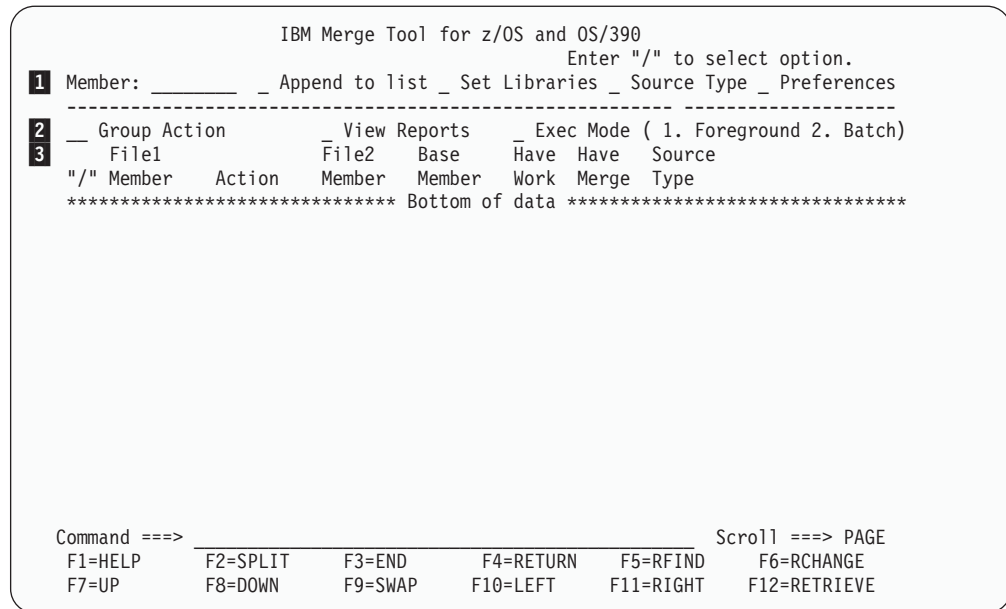 IBM Merge Tool for z/OS and OS/390
Enter "/" to select option.
1 Member: ________ _ Append to list _ Set Libraries _ Source Type _ Preferences
--------------------------------------------------------- --------------------
2 __ Group Action _ View Reports _ Exec Mode ( 1. Foreground 2. Batch)
3 File1 File2 Base Have Have Source
"/" Member Action Member Member Work Merge Type
******************************* Bottom of data ********************************
Command ===> _______________________________________________ Scroll ===> PAGE
F1=HELP F2=SPLIT F3=END F4=RETURN F5=RFIND F6=RCHANGE
F7=UP F8=DOWN F9=SWAP F10=LEFT F11=RIGHT F12=RETRIEVE